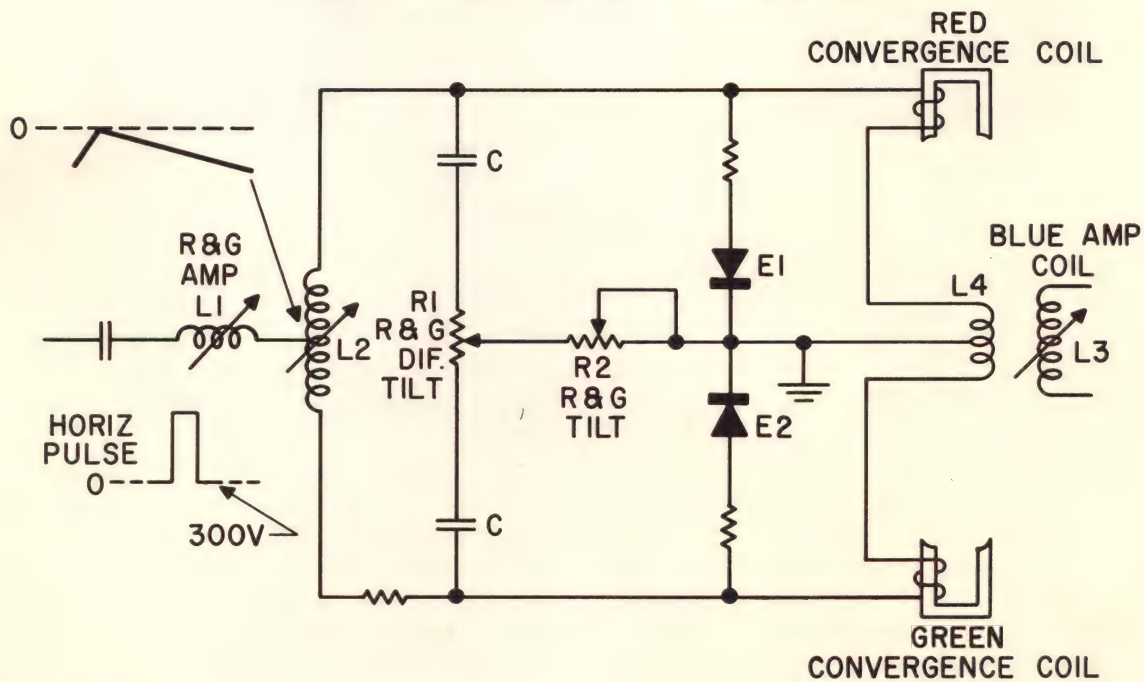 RED
CONVERGENCE COIL
0
R&G
AMP
L1
L2
R1
R&G
DIF.
TILT
R2
R&G
TILT
C
C
E1
E2
L4
BLUE AMP
COIL
L3
HORIZ
PULSE
0
300V
GREEN
CONVERGENCE COIL